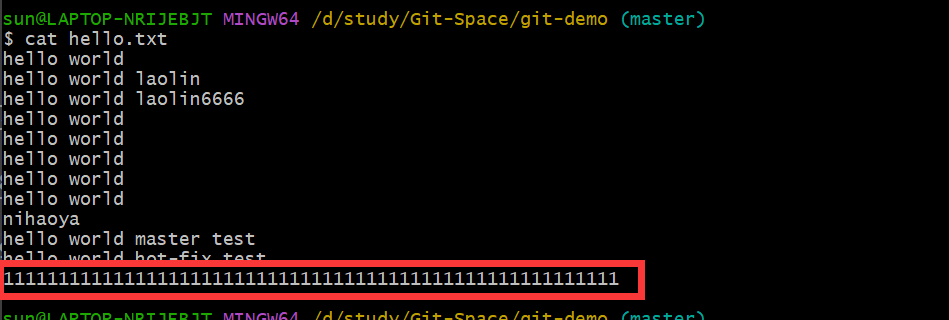 sun@LAPTOP-NRIJEBJT MINGW64 /d/study/Git-Space/git-demo (master)
$ cat hello.txt
hello world
hello world laolin
hello world laolin6666
hello world
hello world
hello world
hello world
hello world
nihaoya
hello world master test
hello world hot-fix test
11111111111111111111111111111111111111111111111111111111
sun@LAPTOP-NRIJEBJT MINGW64 /d/study/Git-Space/git-demo (master)